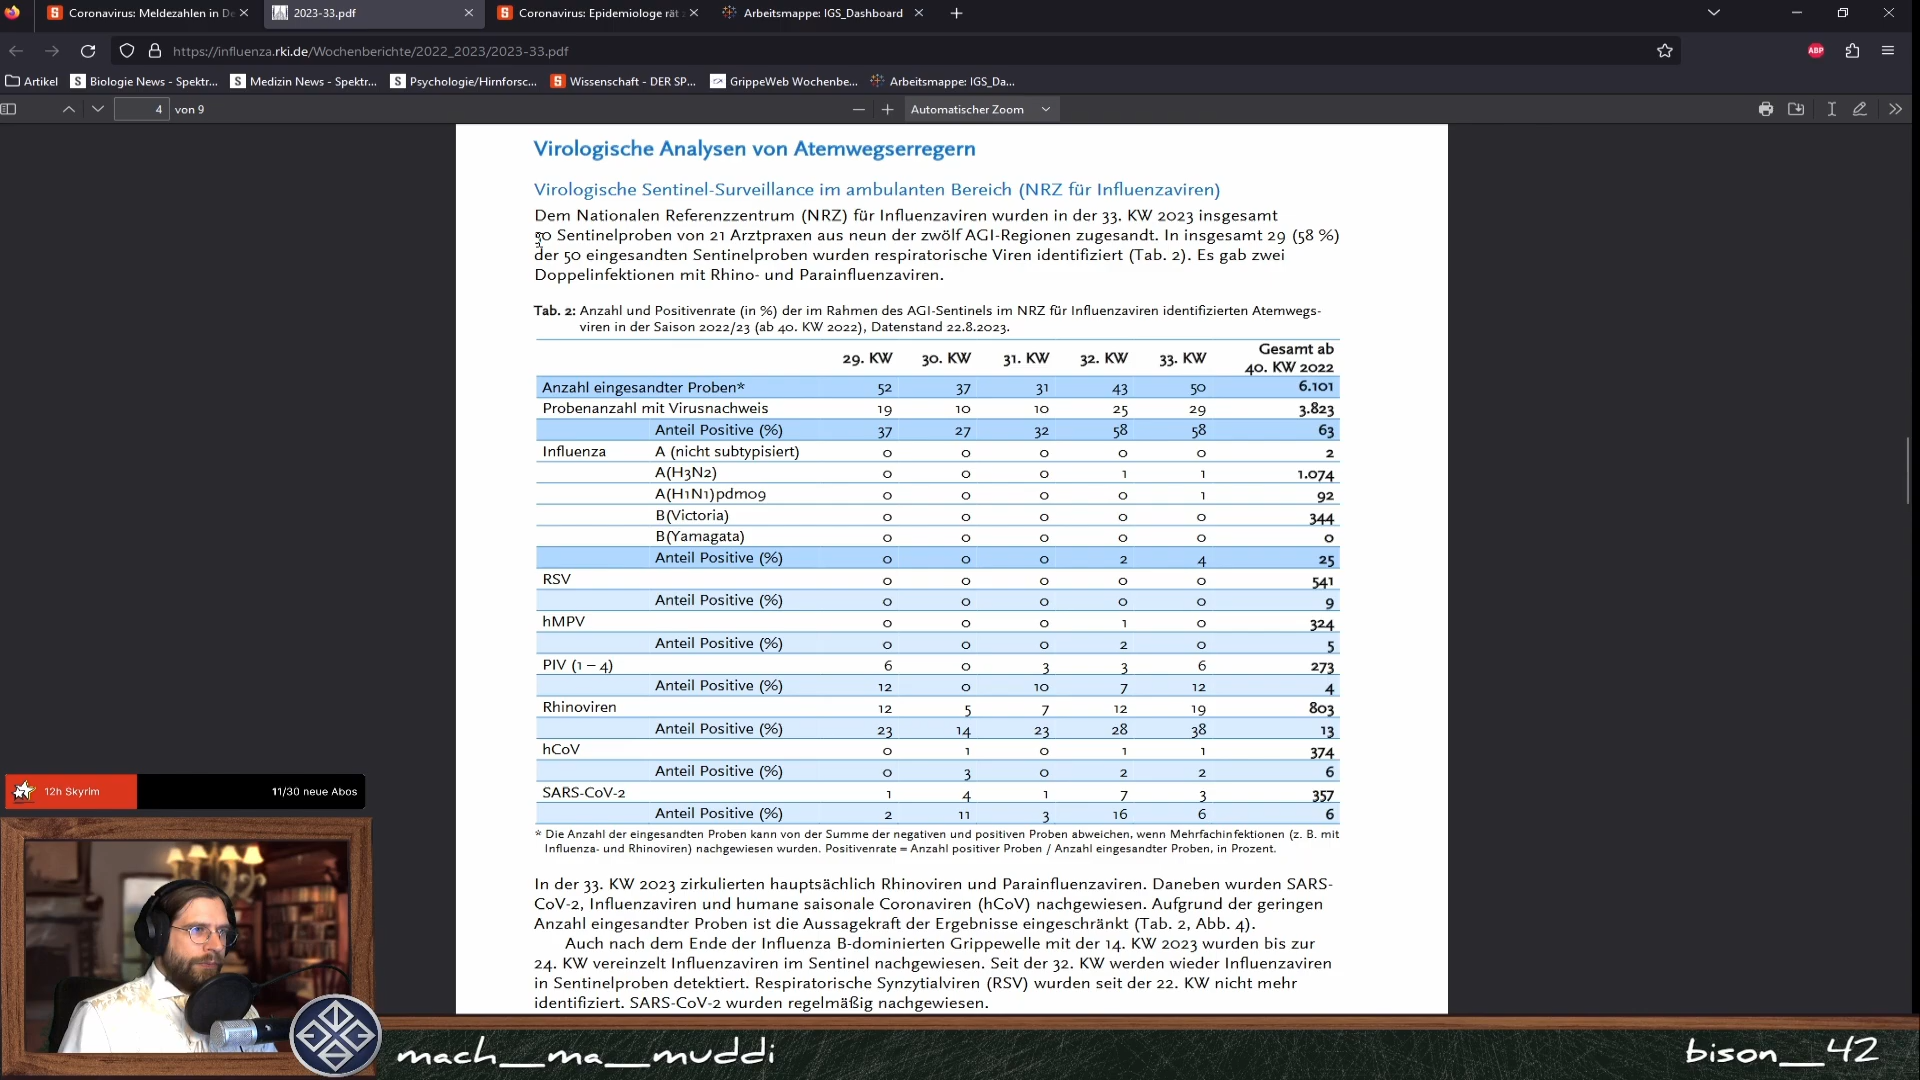 Coronavirus: Meldezahlen in De
2023-33.pdf
Coronavirus: Epidemiologe rät
Arbeitsmappe: IGS_Dashboard
https://influenza.rki.de/Wochenberichte/2022_2023/2023-33.pdf
ABP
Artikel
Biologie News - Spektr...
Medizin News - Spektr...
Psychologie/Hirnforsc...
Wissenschaft - DER SP...
GrippeWeb Wochenbe...
Arbeitsmappe: IGS_Da...
4 von 9
Automatischer Zoom
Virologische Analysen von Atemwegserregern
Virologische Sentinel-Surveillance im ambulanten Bereich (NRZ für Influenzaviren)
Dem Nationalen Referenzzentrum (NRZ) für Influenzaviren wurden in der 33. KW 2023 insgesamt
50 Sentinelproben von 21 Arztpraxen aus neun der zwölf AGI-Regionen zugesandt. In insgesamt 29 (58 %)
der 50 eingesandten Sentinelproben wurden respiratorische Viren identifiziert (Tab. 2). Es gab zwei
Doppelinfektionen mit Rhino- und Parainfluenzaviren.
Tab. 2: Anzahl und Positivenrate (in %) der im Rahmen des AGI-Sentinels im NRZ für Influenzaviren identifizierten Atemwegs-
viren in der Saison 2022/23 (ab 40. KW 2022), Datenstand 22.8.2023.
29. KW 30. KW 31. KW 32. KW 33. KW Gesamt ab
40. KW 2022
Anzahl eingesandter Proben* 52 37 31 43 50 6.101
Probenanzahl mit Virusnachweis 19 10 10 25 29 3.823
Anteil Positive (%) 37 27 32 58 58 63
Influenza A (nicht subtypisiert) 0 0 0 0 0 2
A(H3N2) 0 0 0 1 1 1.074
A(H1N1)pdm09 0 0 0 0 1 92
B(Victoria) 0 0 0 0 0 344
B(Yamagata) 0 0 0 0 0 0
Anteil Positive (%) 0 0 0 2 4 25
RSV 0 0 0 0 0 541
Anteil Positive (%) 0 0 0 0 0 9
hMPV 0 0 0 1 0 324
Anteil Positive (%) 0 0 0 2 0 5
PIV (1 – 4) 6 0 3 3 6 273
Anteil Positive (%) 12 0 10 7 12 4
Rhinoviren 12 5 7 12 19 803
Anteil Positive (%) 23 14 23 28 38 13
hCoV 0 1 0 1 1 374
Anteil Positive (%) 0 3 0 2 2 6
SARS-CoV-2 1 4 1 7 3 357
Anteil Positive (%) 2 11 3 16 6 6
* Die Anzahl der eingesandten Proben kann von der Summe der negativen und positiven Proben abweichen, wenn Mehrfachinfektionen (z. B. mit
Influenza- und Rhinoviren) nachgewiesen wurden. Positivenrate = Anzahl positiver Proben / Anzahl eingesandter Proben, in Prozent.
In der 33. KW 2023 zirkulierten hauptsächlich Rhinoviren und Parainfluenzaviren. Daneben wurden SARS-
CoV-2, Influenzaviren und humane saisonale Coronaviren (hCoV) nachgewiesen. Aufgrund der geringen
Anzahl eingesandter Proben ist die Aussagekraft der Ergebnisse eingeschränkt (Tab. 2, Abb. 4).
Auch nach dem Ende der Influenza B-dominierten Grippewelle mit der 14. KW 2023 wurden bis zur
24. KW vereinzelt Influenzaviren im Sentinel nachgewiesen. Seit der 32. KW werden wieder Influenzaviren
in Sentinelproben detektiert. Respiratorische Synzytialviren (RSV) wurden seit der 22. KW nicht mehr
identifiziert. SARS-CoV-2 wurden regelmäßig nachgewiesen.
12h Skyrim 11/30 neue Abos
mach__ma__muddi
bison__42